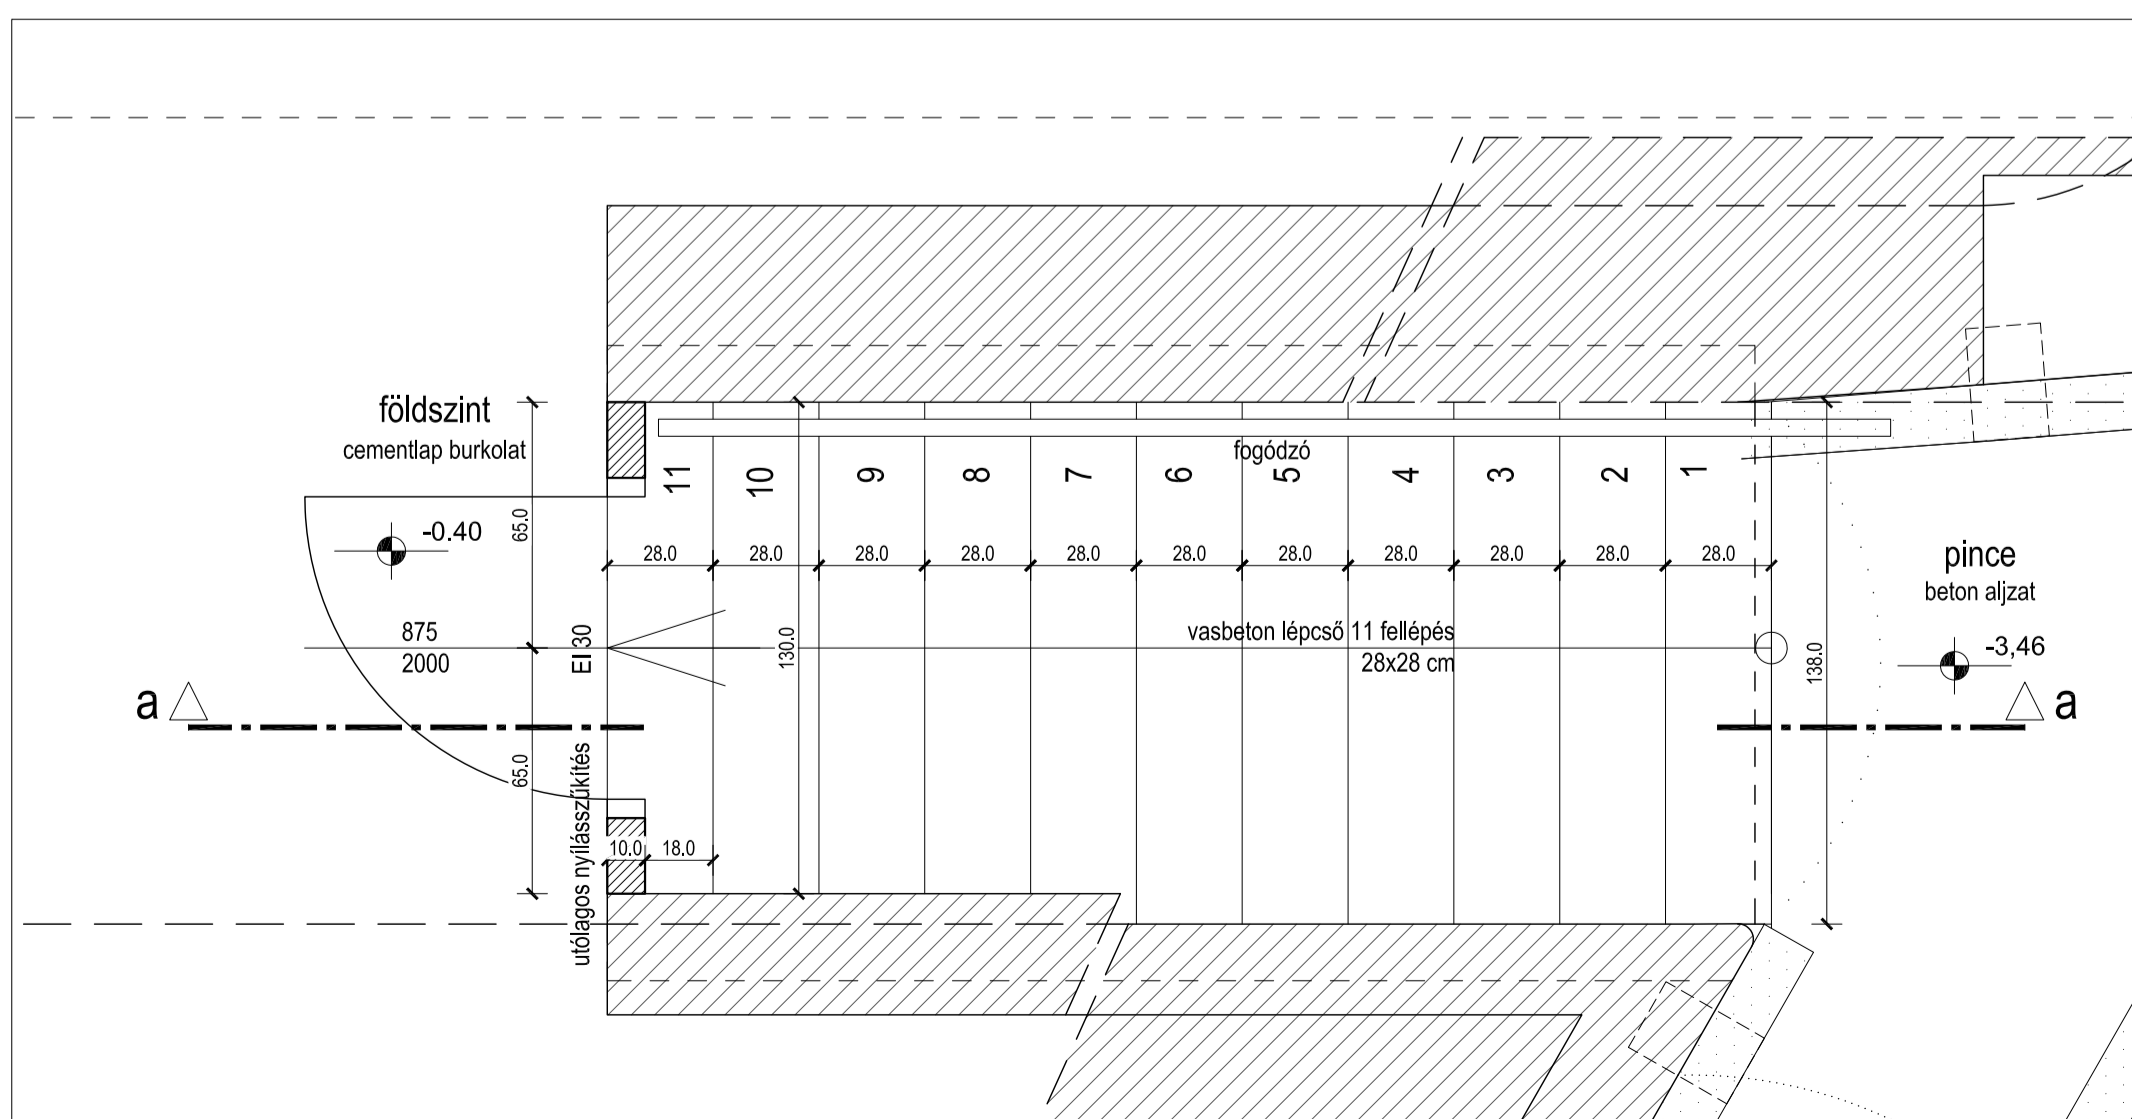 földszint
cementlap burkolat
-0.40
875
2000
EI 30
utólagos nyílásszűkítés
a
65.0
65.0
130.0
10.0
18.0
fogódzó
11
10
9
8
7
6
5
4
3
2
1
28.0
28.0
28.0
28.0
28.0
28.0
28.0
28.0
28.0
28.0
28.0
vasbeton lépcső 11 fellépés
28x28 cm
138.0
pince
beton aljzat
-3,46
a